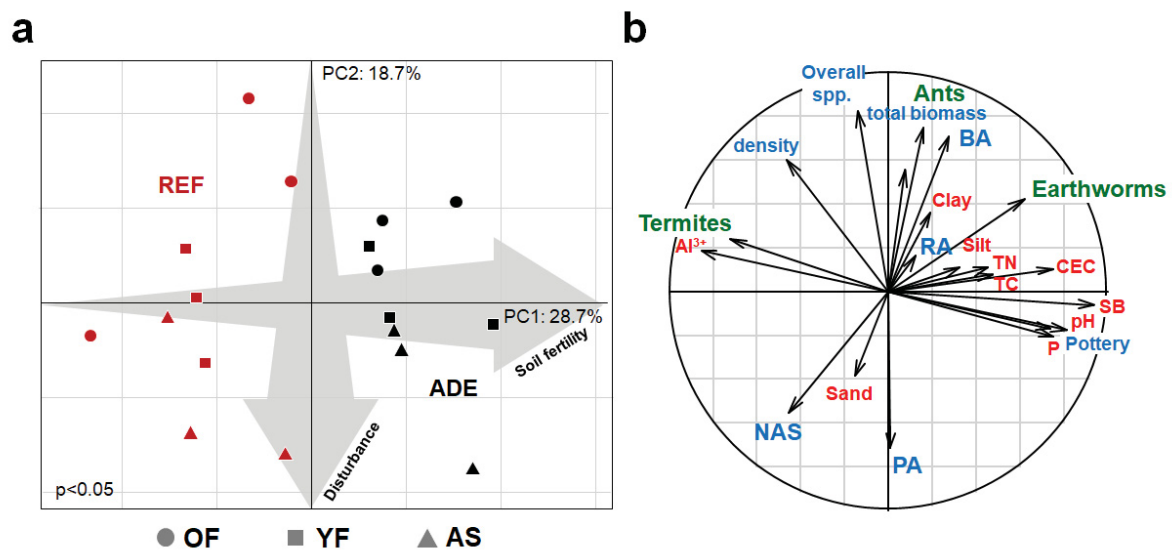 a
PC2: 18.7%
REF
PC1: 28.7%
Soil fertility
ADE
Disturbance
p<0.05
OF
YF
AS
b
Overall
spp.
Ants
total biomass
BA
density
Earthworms
Clay
Termites
Al³⁺
RA
Silt
TN
CEC
TC
SB
pH
P
Pottery
Sand
NAS
PA